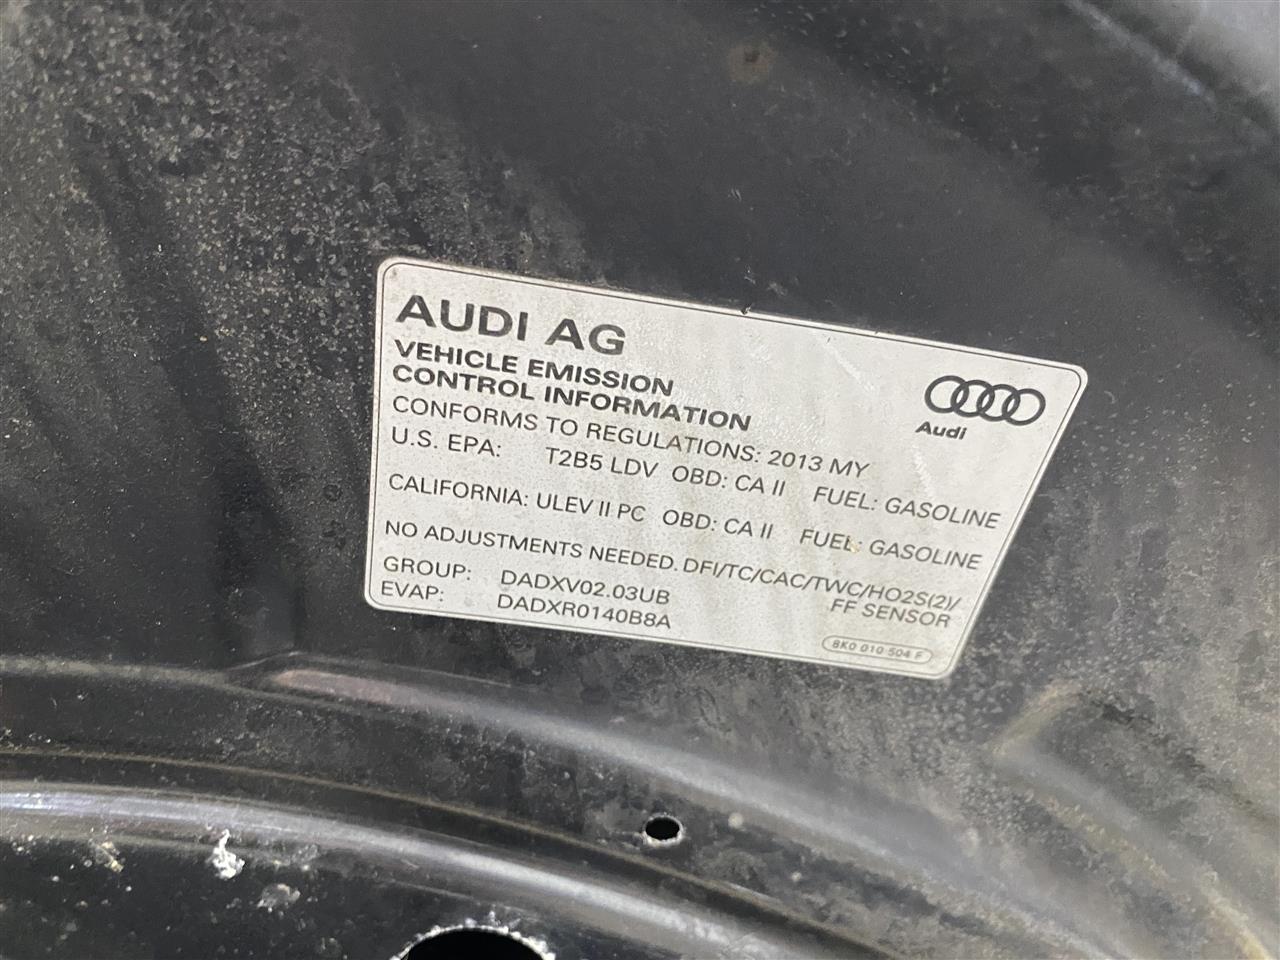 AUDI AG
VEHICLE EMISSION
CONTROL INFORMATION
Audi
CONFORMS TO REGULATIONS: 2013 MY
U.S. EPA: T2B5 LDV OBD: CA II FUEL: GASOLINE
CALIFORNIA: ULEV II PC OBD: CA II FUEL: GASOLINE
NO ADJUSTMENTS NEEDED. DFI/TC/CAC/TWC/HO2S(2)/
FF SENSOR
GROUP: DADXV02.03UB
EVAP: DADXR0140B8A
8K0 010 504 F